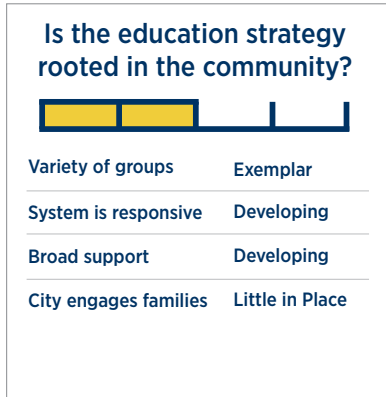 Is the education strategy
rooted in the community?
Variety of groups Exemplar
System is responsive Developing
Broad support Developing
City engages families Little in Place